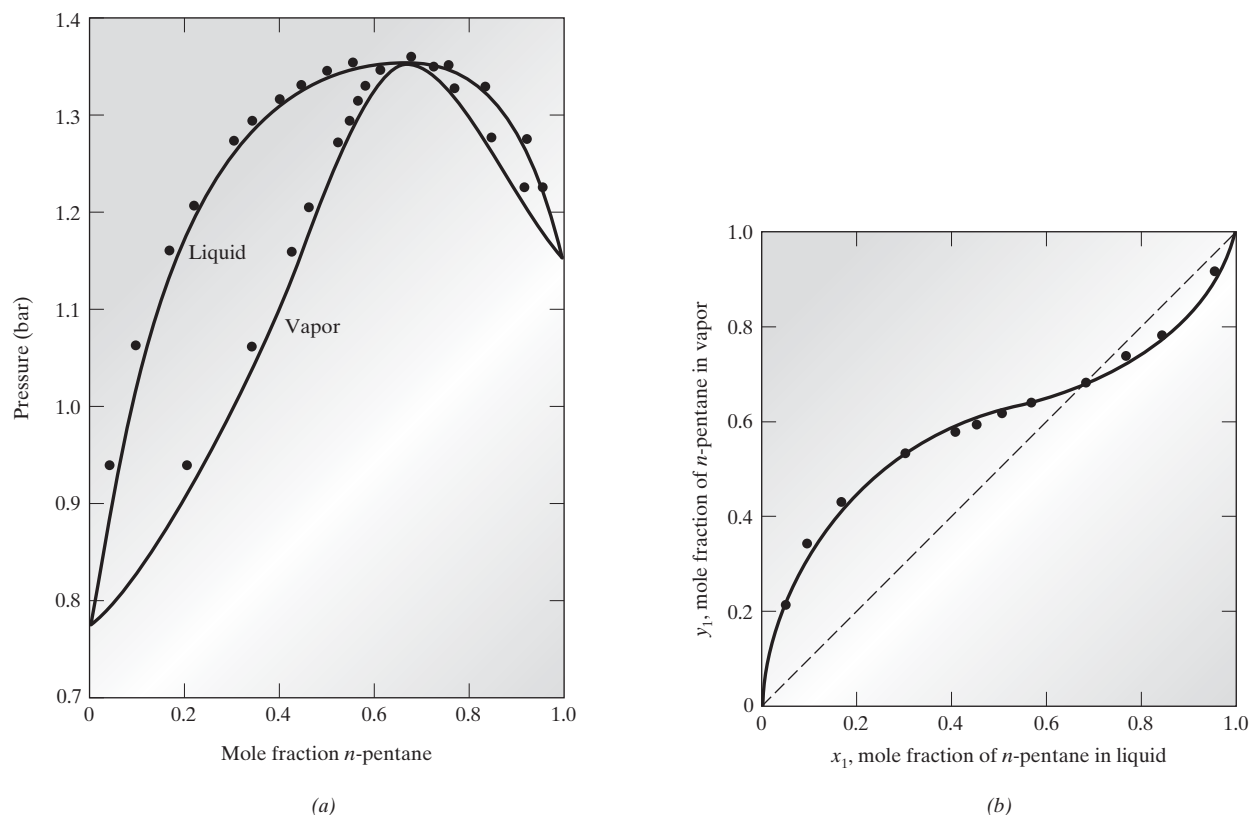 1.4
1.3
1.2
1.1
1.0
0.9
0.8
0.7
Pressure (bar)
Liquid
Vapor
0 0.2 0.4 0.6 0.8 1.0
Mole fraction n-pentane
(a)
1.0
0.8
0.6
0.4
0.2
0
y₁, mole fraction of n-pentane in vapor
0 0.2 0.4 0.6 0.8 1.0
x₁, mole fraction of n-pentane in liquid
(b)